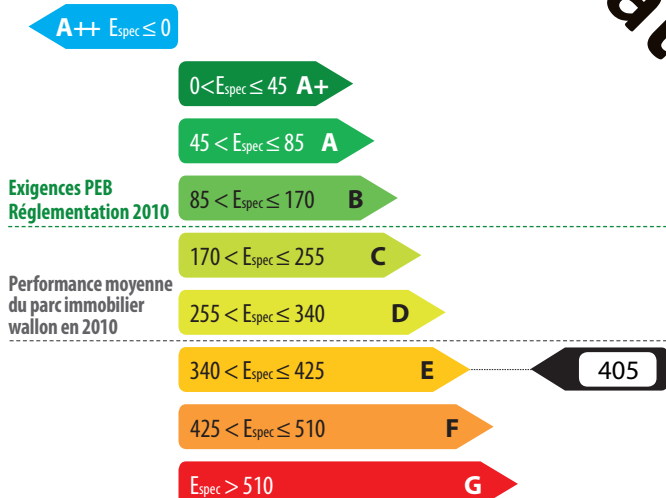 A++ Espec ≤ 0
0<Espec ≤ 45 A+
45 < Espec ≤ 85 A
Exigences PEB
Réglementation 2010
85 < Espec ≤ 170 B
170 < Espec ≤ 255 C
Performance moyenne
du parc immobilier
wallon en 2010
255 < Espec ≤ 340 D
340 < Espec ≤ 425 E
405
425 < Espec ≤ 510 F
Espec > 510 G